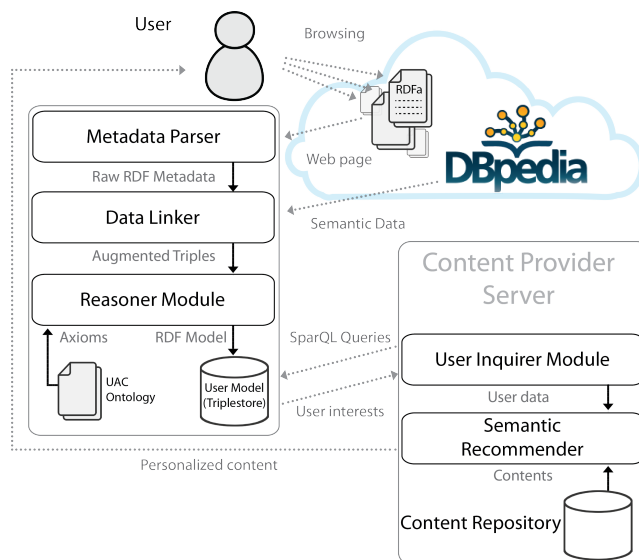 User
Browsing
RDFa
Metadata Parser
Web page
DBpedia
Raw RDF Metadata
Data Linker
Semantic Data
Augmented Triples
Content Provider
Server
Reasoner Module
Axioms
RDF Model
SparQL Queries
User Inquirer Module
UAC
Ontology
User Model
(Triplestore)
User interests
User data
Semantic
Recommender
Personalized content
Contents
Content Repository